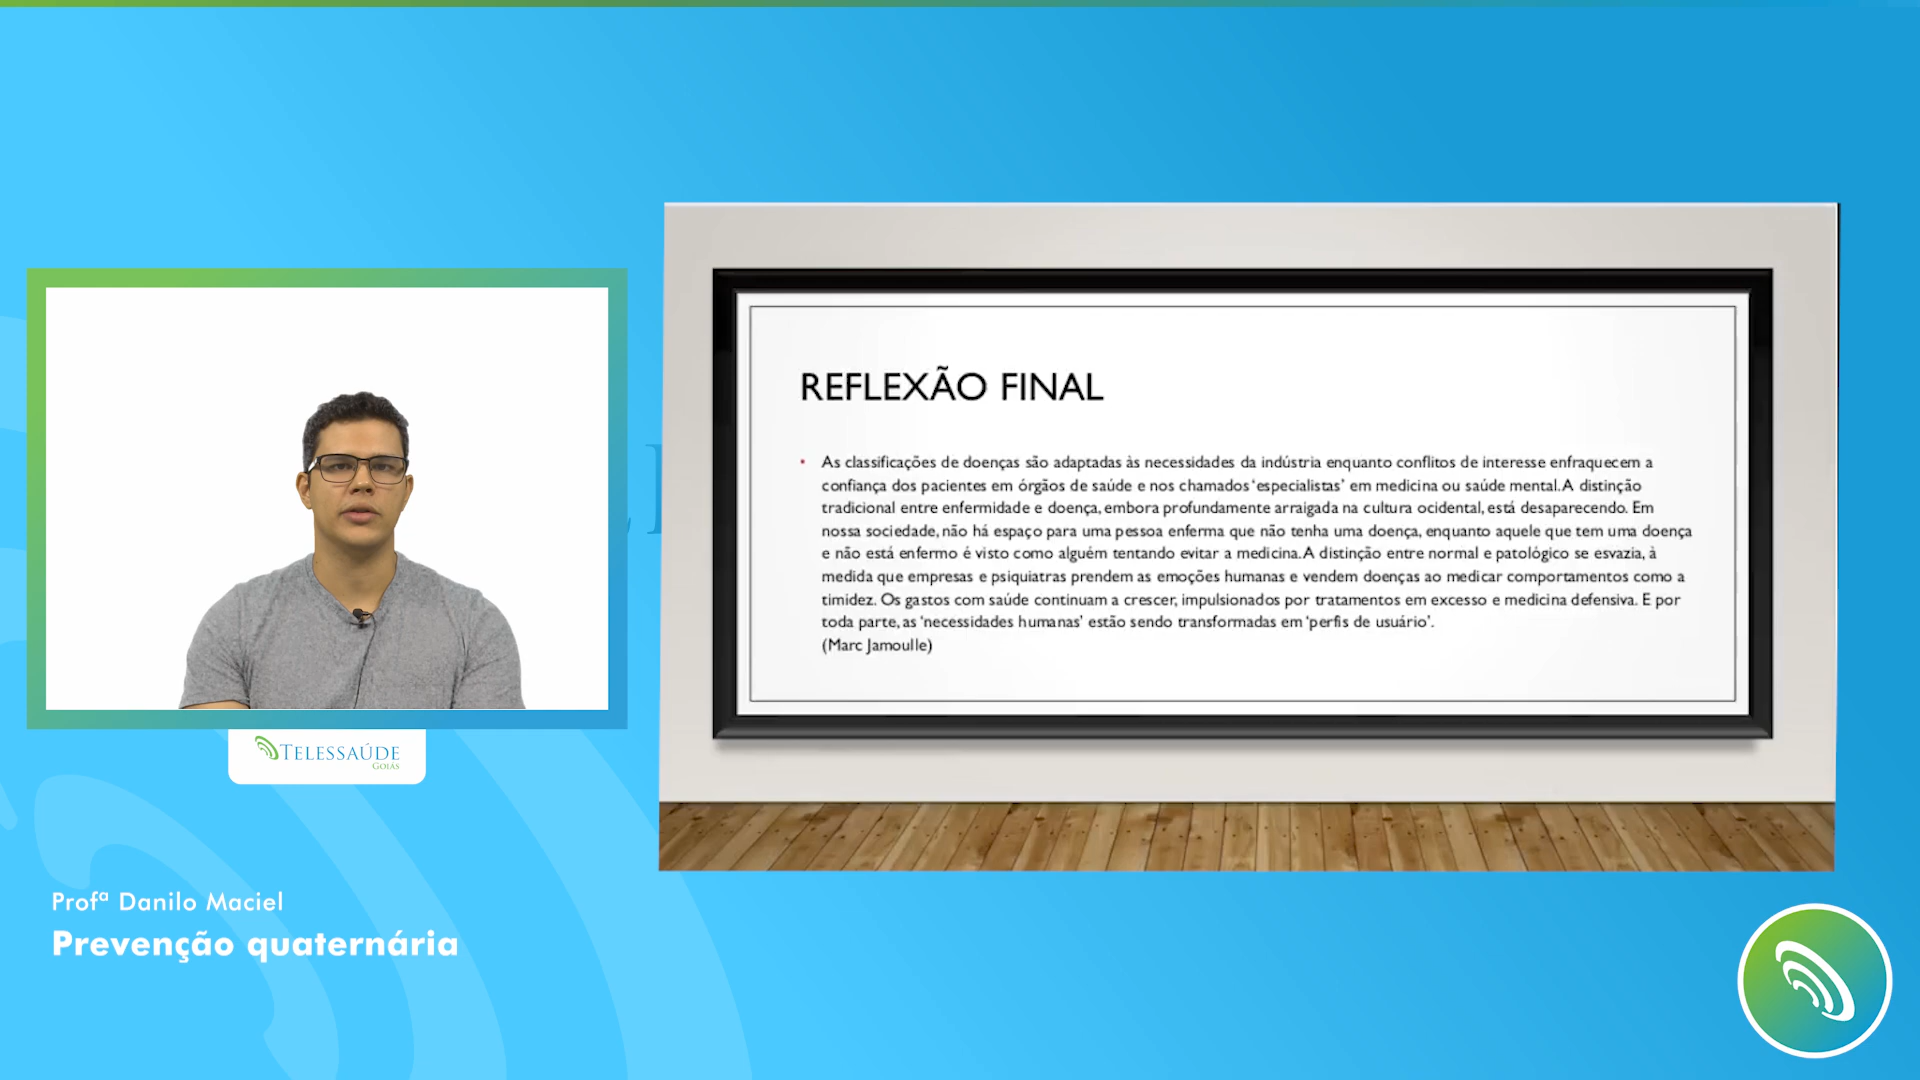 REFLEXÃO FINAL
• As classificações de doenças são adaptadas às necessidades da indústria enquanto conflitos de interesse enfraquecem a
confiança dos pacientes em órgãos de saúde e nos chamados 'especialistas' em medicina ou saúde mental. A distinção
tradicional entre enfermidade e doença, embora profundamente arraigada na cultura ocidental, está desaparecendo. Em
nossa sociedade, não há espaço para uma pessoa enferma que não tenha uma doença, enquanto aquele que tem uma doença
e não está enfermo é visto como alguém tentando evitar a medicina. A distinção entre normal e patológico se esvazia, à
medida que empresas e psiquiatras prendem as emoções humanas e vendem doenças ao medicar comportamentos como a
timidez. Os gastos com saúde continuam a crescer, impulsionados por tratamentos em excesso e medicina defensiva. E por
toda parte, as 'necessidades humanas' estão sendo transformadas em 'perfis de usuário'.
(Marc Jamoulle)
TELESSAÚDE
GOIÁS
Profª Danilo Maciel
Prevenção quaternária